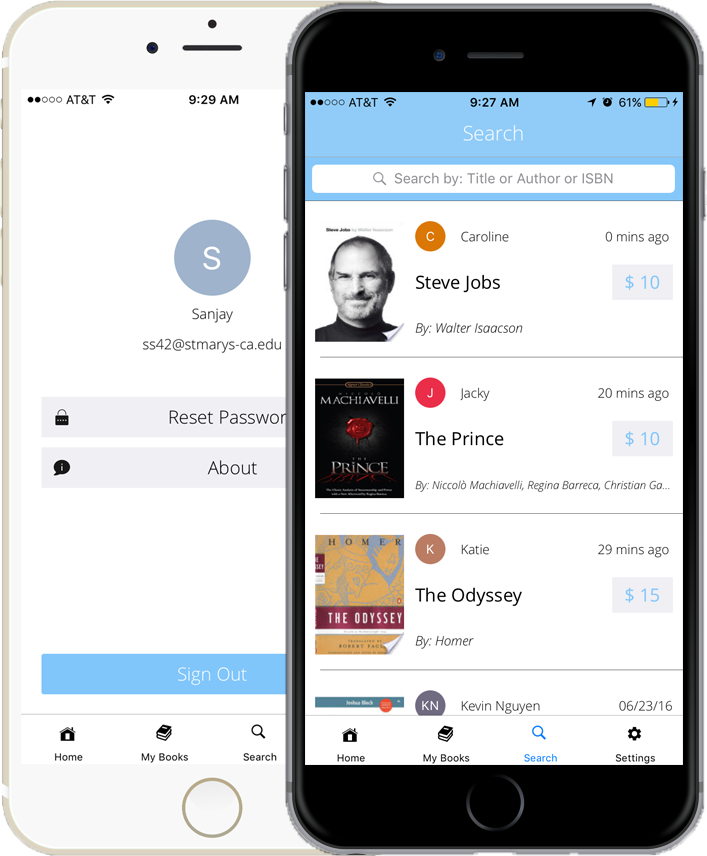 AT&T 9:29 AM
S
Sanjay
ss42@stmarys-ca.edu
Reset Passwor
About
Sign Out
Home My Books Search
AT&T 9:27 AM 61%
Search
Search by: Title or Author or ISBN
Steve Jobs by Walter Isaacson
C Caroline 0 mins ago
Steve Jobs $ 10
By: Walter Isaacson
MACHIAVELLI
THE
PRINCE
J Jacky 20 mins ago
The Prince $ 10
By: Niccolò Machiavelli, Regina Barreca, Christian Ga...
HOMER
THE ODYSSEY
TRANSLATED BY
K Katie 29 mins ago
The Odyssey $ 15
By: Homer
Joshua Bloch
KN Kevin Nguyen 06/23/16
Home My Books Search Settings